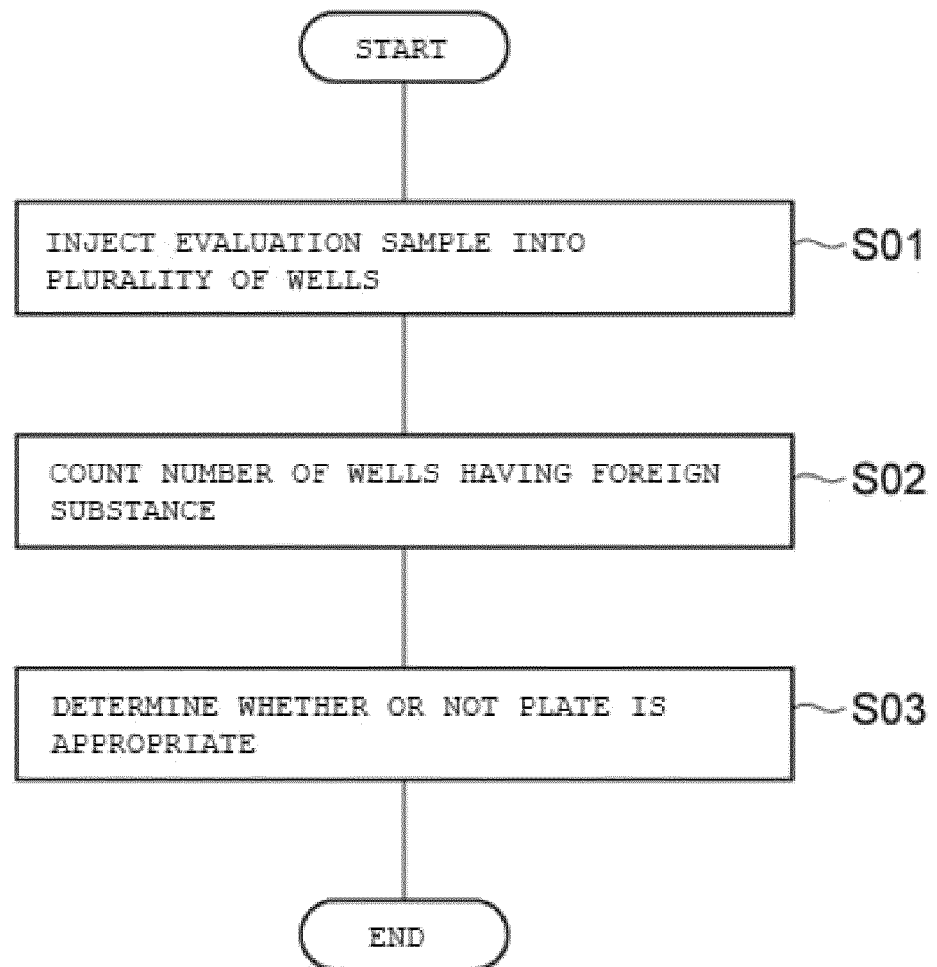 START
INJECT EVALUATION SAMPLE INTO
PLURALITY OF WELLS
S01
COUNT NUMBER OF WELLS HAVING FOREIGN
SUBSTANCE
S02
DETERMINE WHETHER OR NOT PLATE IS
APPROPRIATE
S03
END